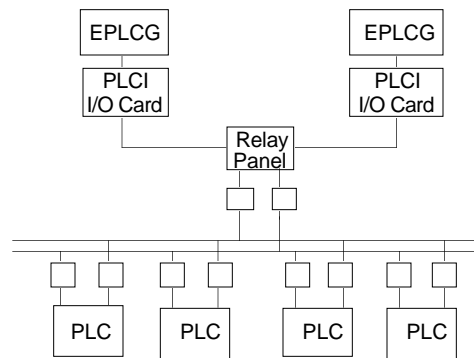 EPLCG
EPLCG
PLCI
I/O Card
PLCI
I/O Card
Relay
Panel
PLC
PLC
PLC
PLC